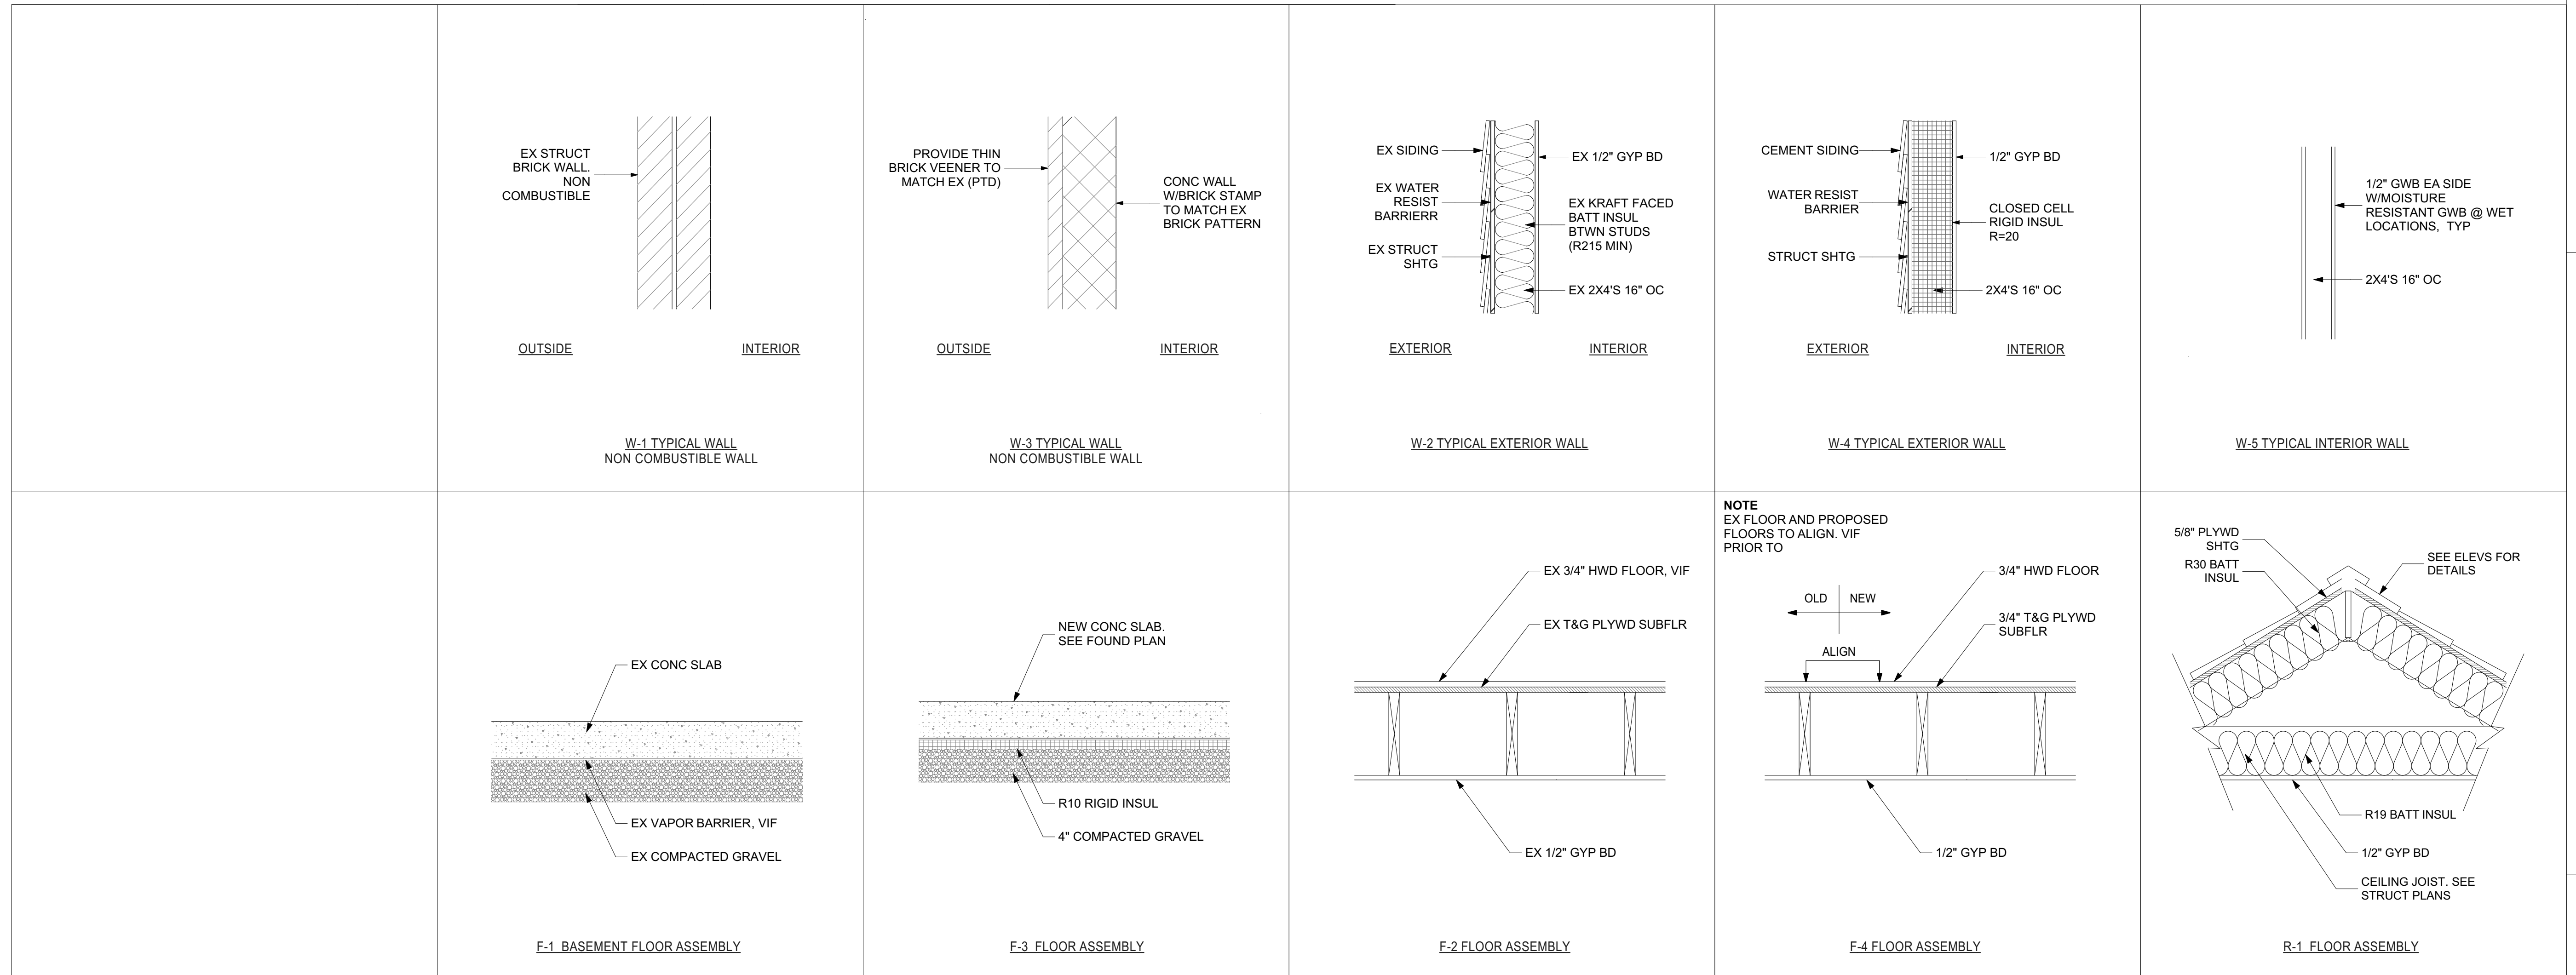 EX STRUCT
BRICK WALL.
NON
COMBUSTIBLE
OUTSIDE
INTERIOR
W-1 TYPICAL WALL
NON COMBUSTIBLE WALL
PROVIDE THIN
BRICK VEENER TO
MATCH EX (PTD)
CONC WALL
W/BRICK STAMP
TO MATCH EX
BRICK PATTERN
OUTSIDE
INTERIOR
W-3 TYPICAL WALL
NON COMBUSTIBLE WALL
EX SIDING
EX WATER
RESIST
BARRIERR
EX STRUCT
SHTG
EX 1/2" GYP BD
EX KRAFT FACED
BATT INSUL
BTWN STUDS
(R215 MIN)
EX 2X4'S 16" OC
EXTERIOR
INTERIOR
W-2 TYPICAL EXTERIOR WALL
CEMENT SIDING
WATER RESIST
BARRIER
STRUCT SHTG
1/2" GYP BD
CLOSED CELL
RIGID INSUL
R=20
2X4'S 16" OC
EXTERIOR
INTERIOR
W-4 TYPICAL EXTERIOR WALL
1/2" GWB EA SIDE
W/MOISTURE
RESISTANT GWB @ WET
LOCATIONS, TYP
2X4'S 16" OC
W-5 TYPICAL INTERIOR WALL
EX CONC SLAB
EX VAPOR BARRIER, VIF
EX COMPACTED GRAVEL
F-1 BASEMENT FLOOR ASSEMBLY
NEW CONC SLAB.
SEE FOUND PLAN
R10 RIGID INSUL
4" COMPACTED GRAVEL
F-3 FLOOR ASSEMBLY
EX 3/4" HWD FLOOR, VIF
EX T&G PLYWD SUBFLR
EX 1/2" GYP BD
F-2 FLOOR ASSEMBLY
NOTE
EX FLOOR AND PROPOSED
FLOORS TO ALIGN. VIF
PRIOR TO
OLD
NEW
ALIGN
3/4" HWD FLOOR
3/4" T&G PLYWD
SUBFLR
1/2" GYP BD
F-4 FLOOR ASSEMBLY
5/8" PLYWD
SHTG
R30 BATT
INSUL
SEE ELEVS FOR
DETAILS
R19 BATT INSUL
1/2" GYP BD
CEILING JOIST. SEE
STRUCT PLANS
R-1 FLOOR ASSEMBLY